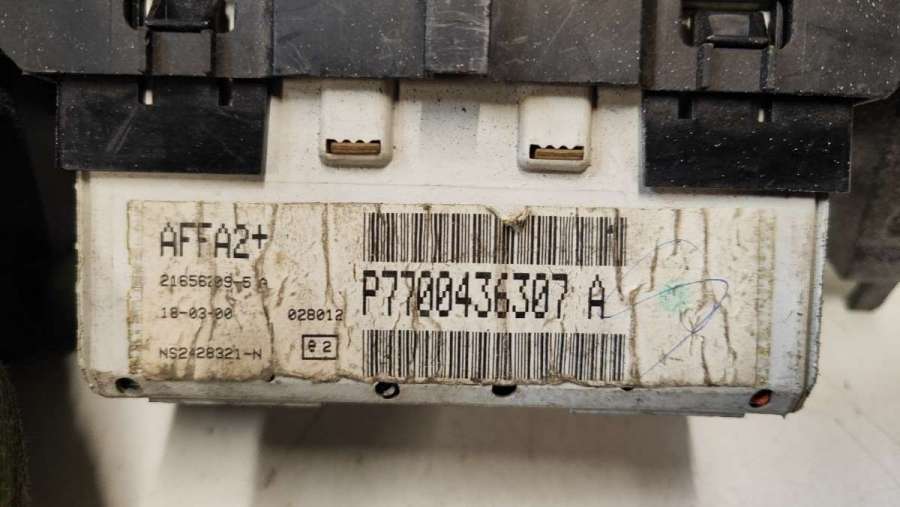 AFFA2+
21656209-5 A
18-03-00 028012
NS2428321-N e2
P7700436307 A